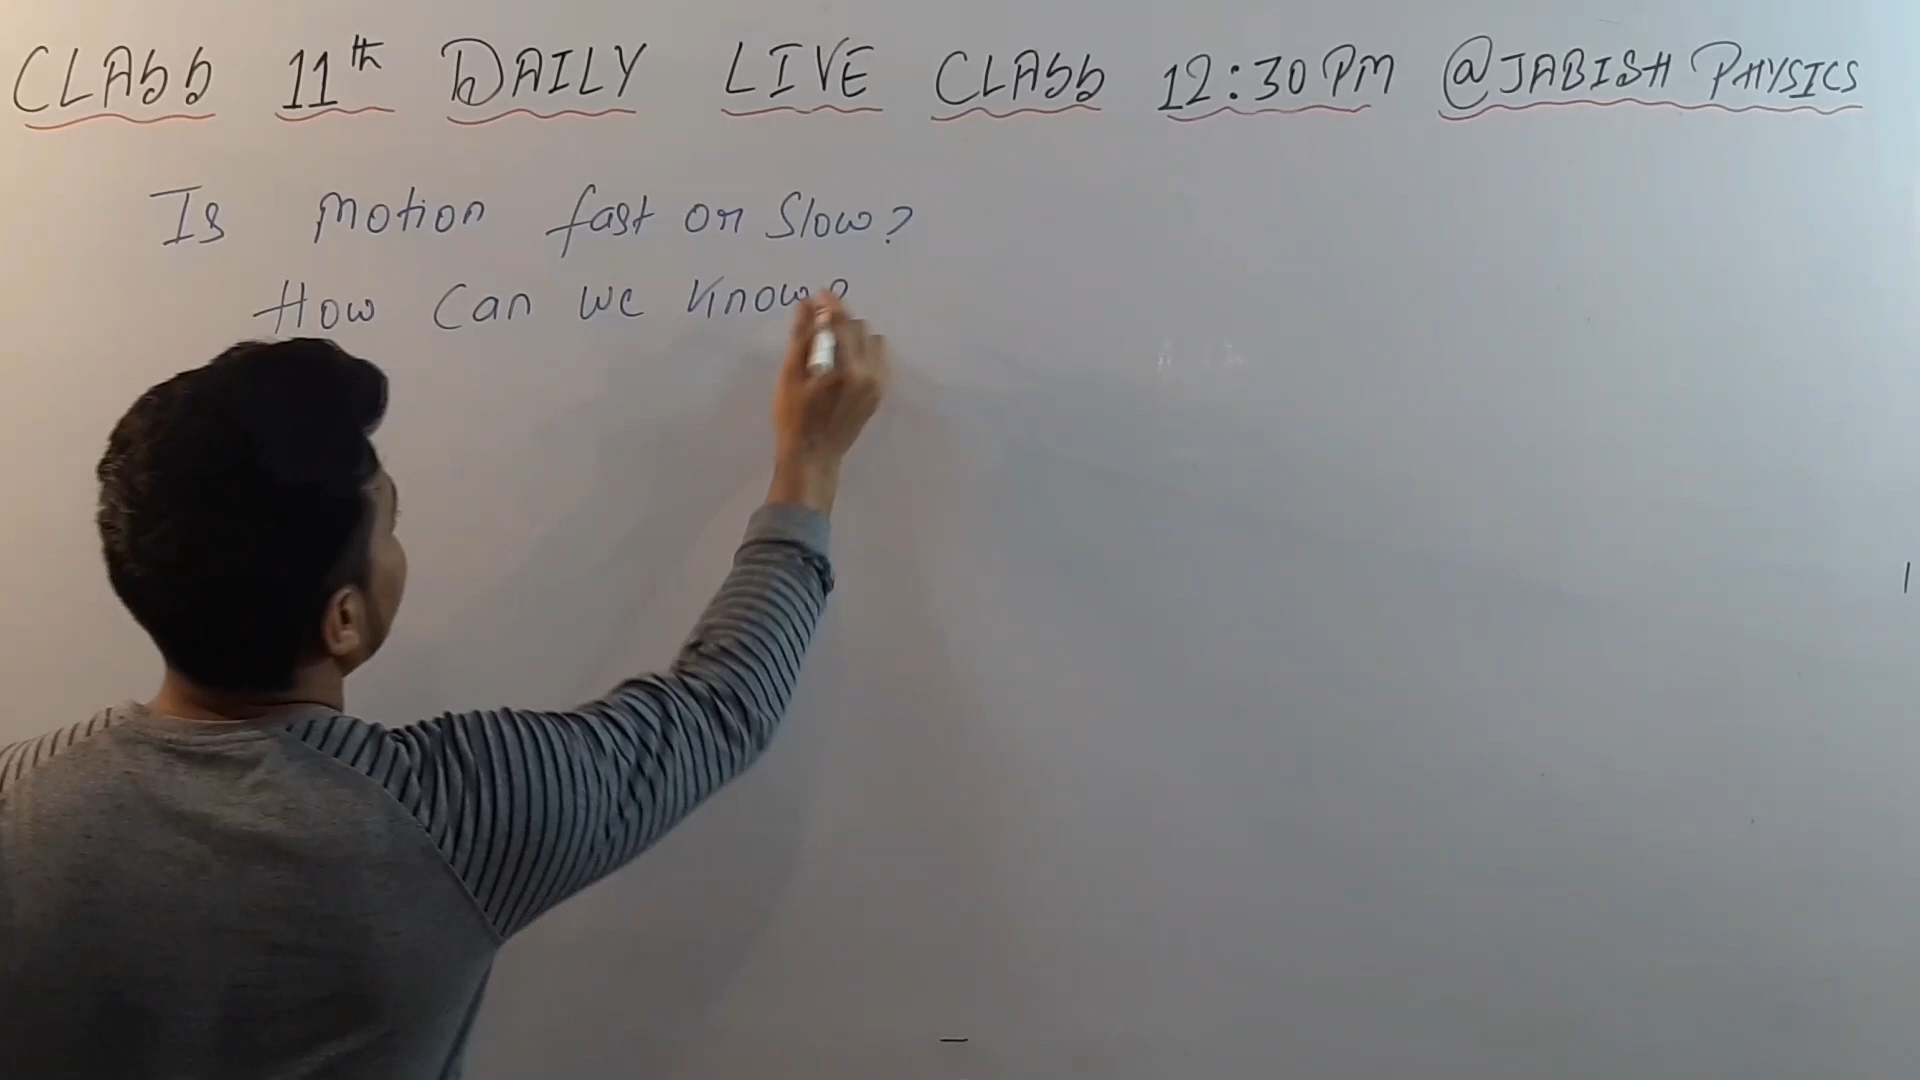 CLASS 11th DAILY LIVE CLASS 12:30 PM @JABISH PHYSICS
Is motion fast or slow?
How can we know?